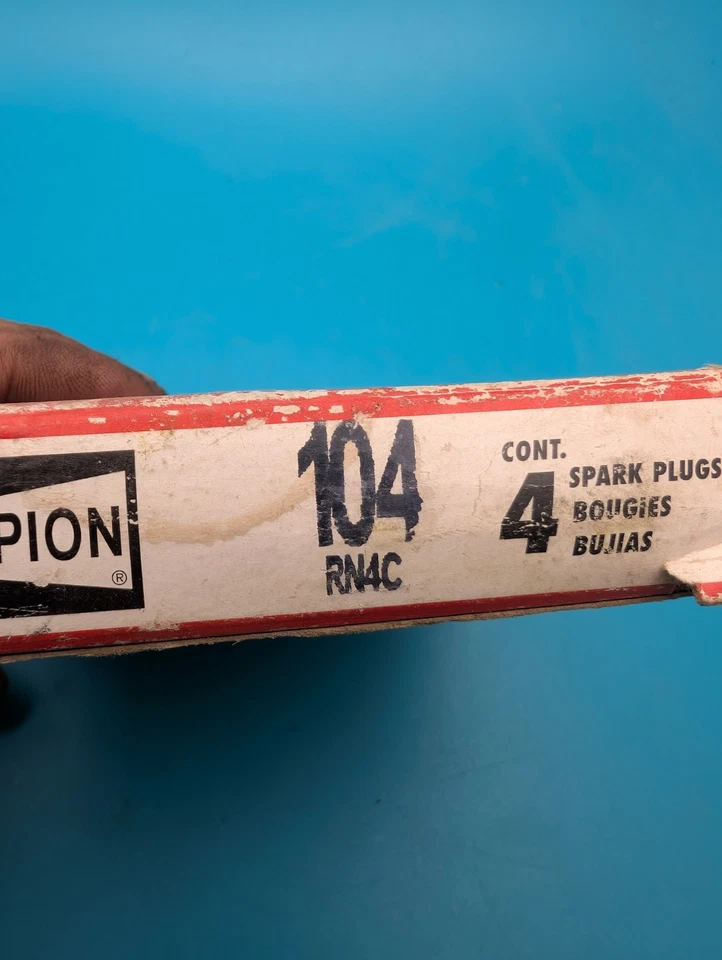 PION
®
104
RN4C
CONT.
4
SPARK PLUGS
BOUGIES
BUJIAS